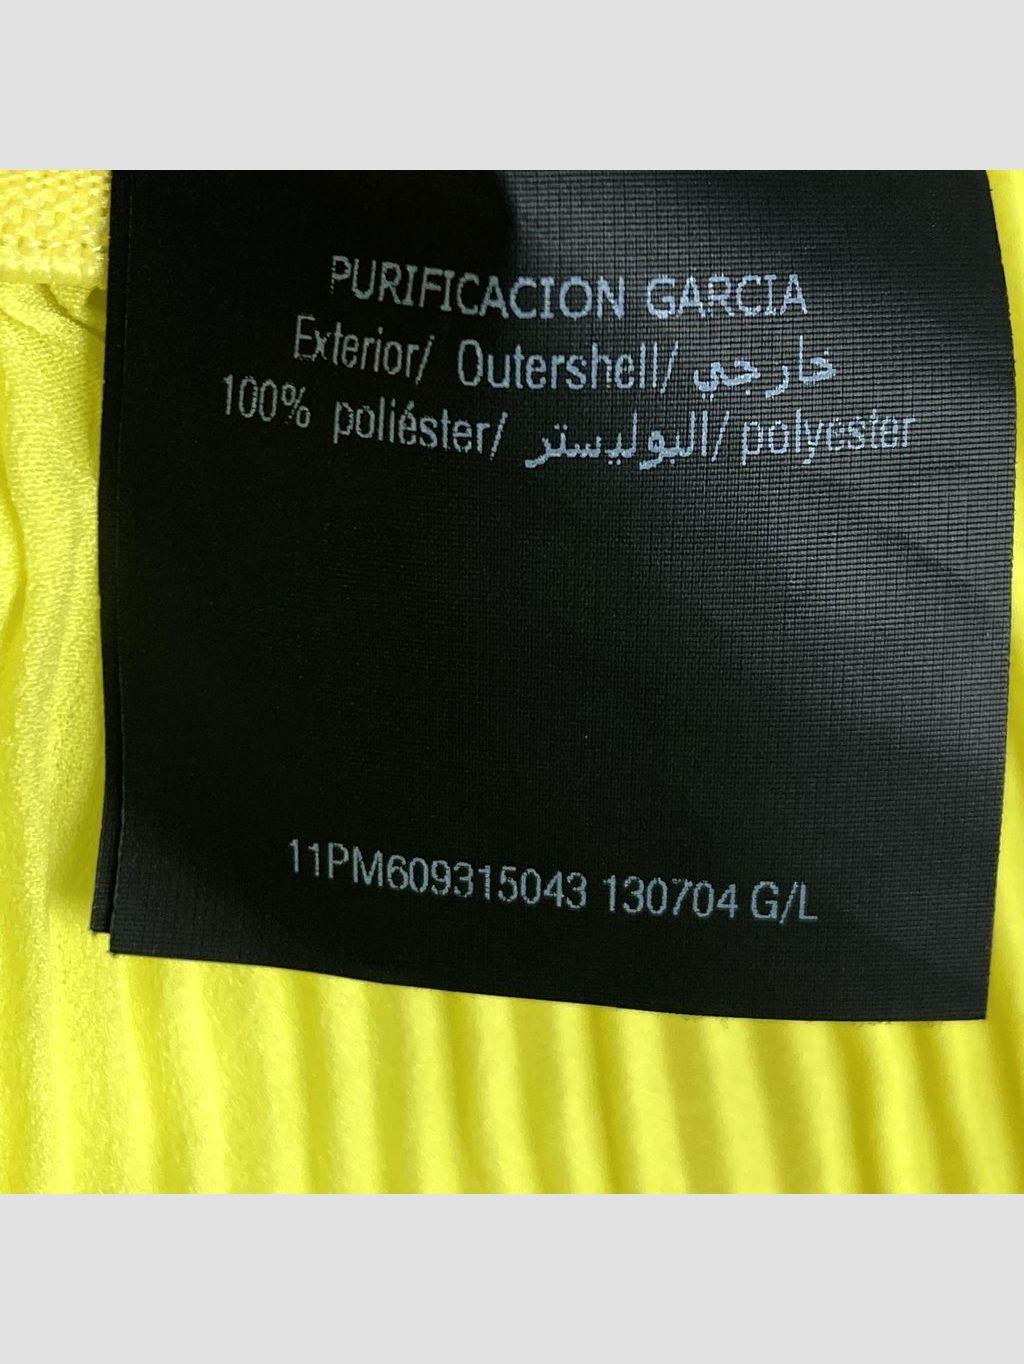 PURIFICACION GARCIA
Exterior/ Outershell/ خارجي
100% poliéster/ البوليستر/ polyester
11PM609315043 130704 G/L